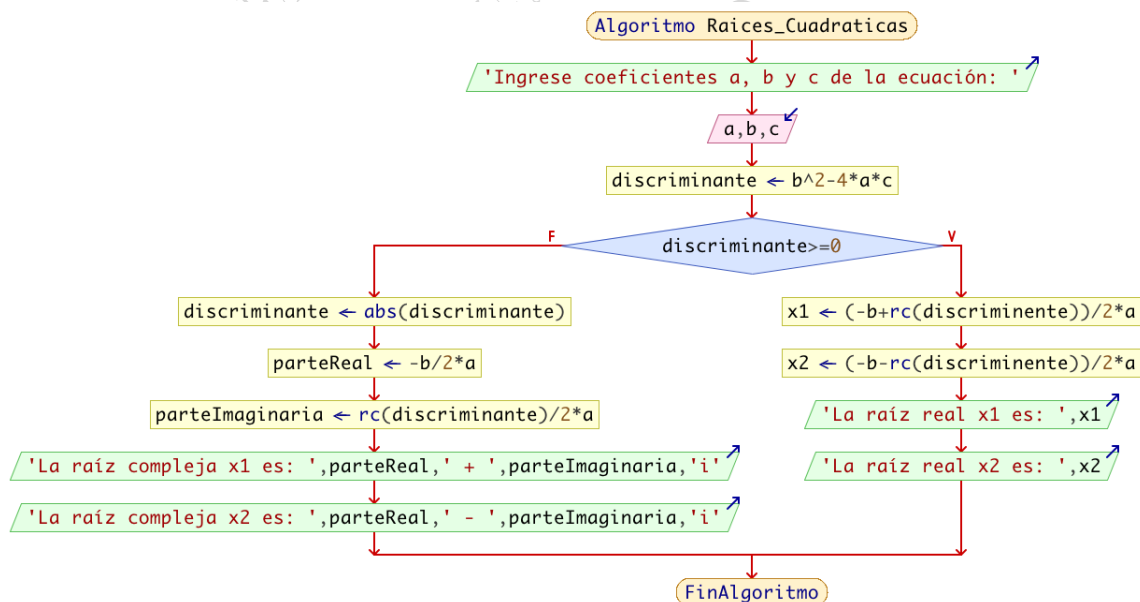 Algoritmo Raices_Cuadraticas
'Ingrese coeficientes a, b y c de la ecuación: '
a,b,c
discriminante ← b^2-4*a*c
discriminante>=0
F
V
discriminante ← abs(discriminante)
parteReal ← -b/2*a
parteImaginaria ← rc(discriminante)/2*a
'La raíz compleja x1 es: ',parteReal,' + ',parteImaginaria,'i'
'La raíz compleja x2 es: ',parteReal,' - ',parteImaginaria,'i'
x1 ← (-b+rc(discriminente))/2*a
x2 ← (-b-rc(discriminente))/2*a
'La raíz real x1 es: ',x1
'La raíz real x2 es: ',x2
FinAlgoritmo